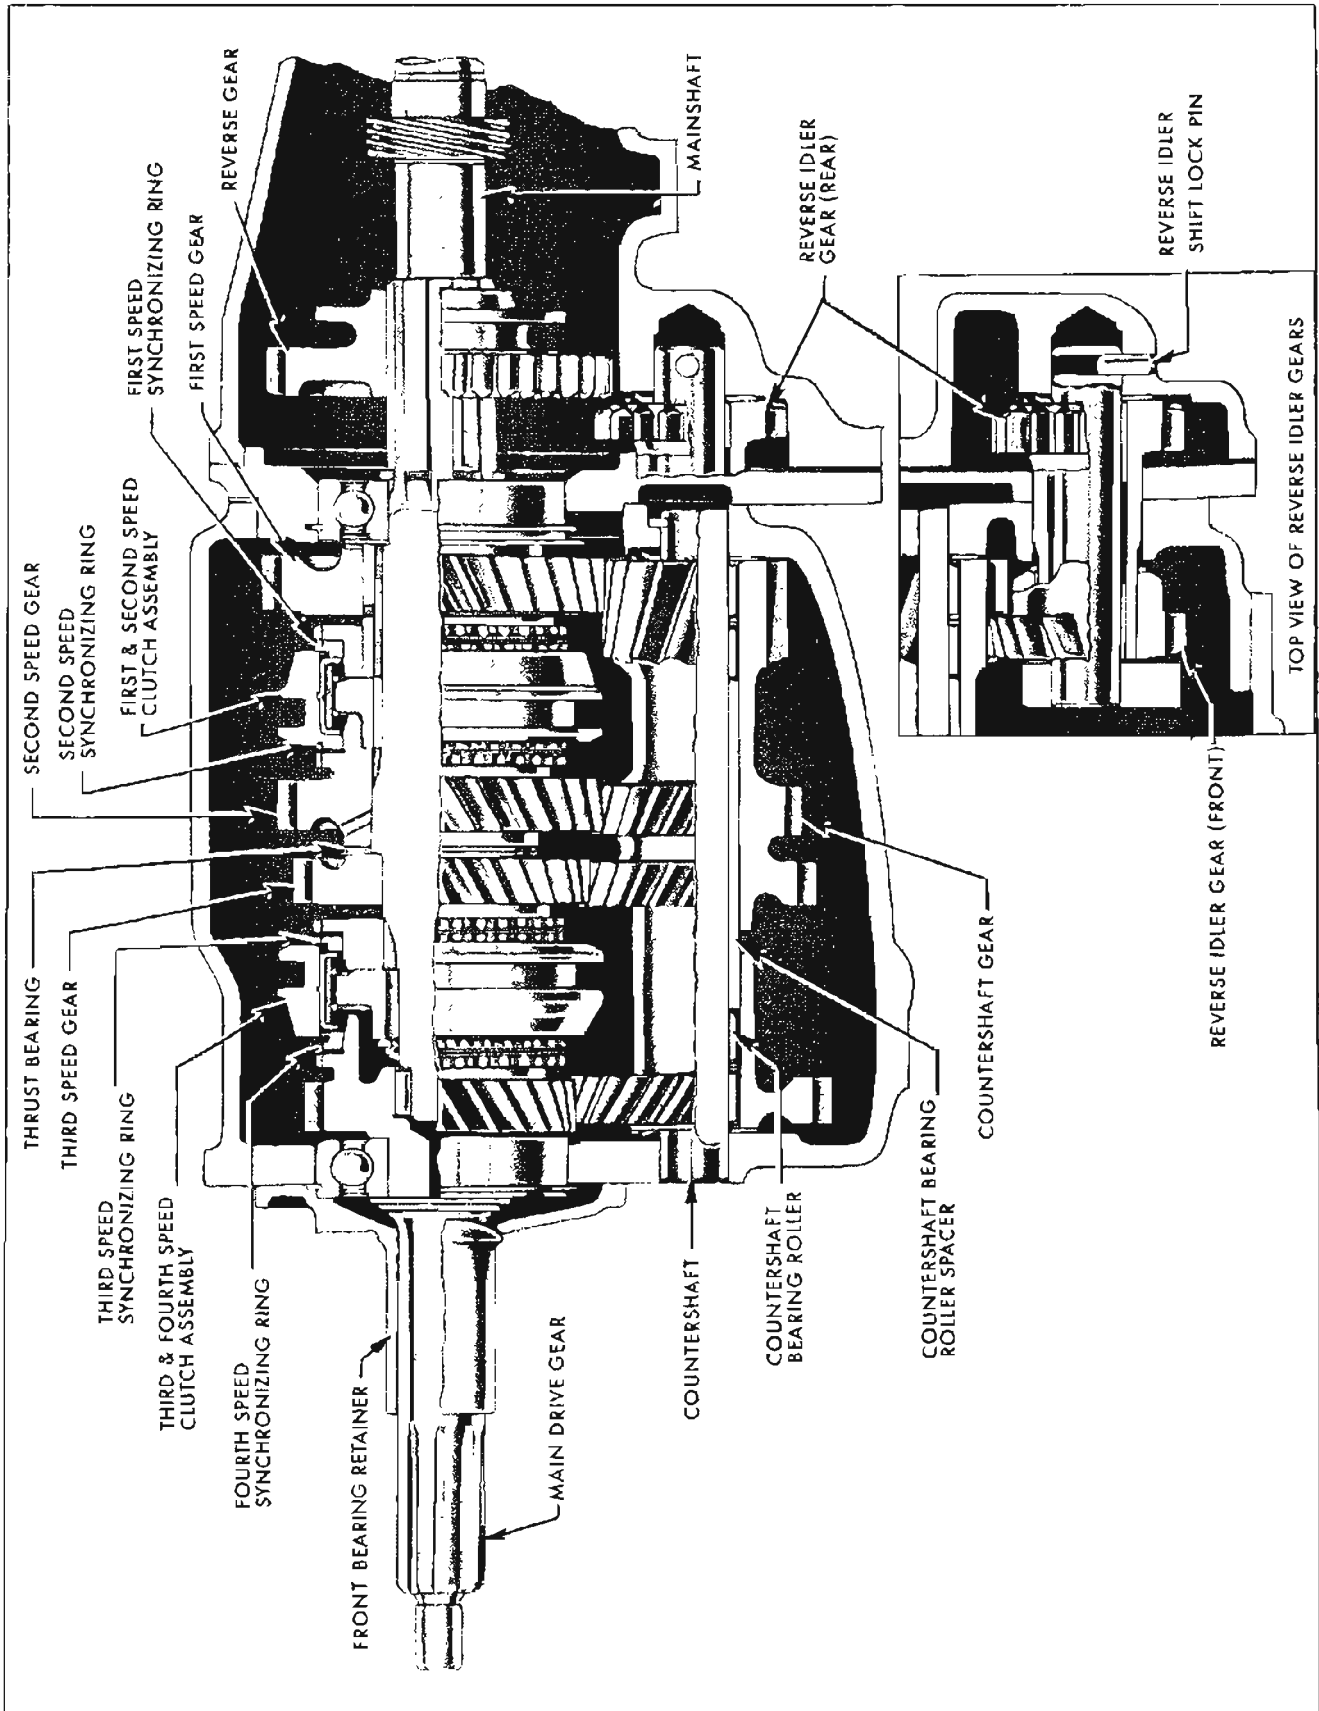 THRUST BEARING
SECOND SPEED GEAR
THIRD SPEED GEAR
SECOND SPEED
SYNCHRONIZING RING
THIRD SPEED
SYNCHRONIZING RING
FIRST & SECOND SPEED
CLUTCH ASSEMBLY
FIRST SPEED
SYNCHRONIZING RING
THIRD & FOURTH SPEED
CLUTCH ASSEMBLY
FIRST SPEED GEAR
REVERSE GEAR
FOURTH SPEED
SYNCHRONIZING RING
FRONT BEARING RETAINER
MAIN DRIVE GEAR
MAINSHAFT
COUNTERSHAFT
COUNTERSHAFT
BEARING ROLLER
REVERSE IDLER
GEAR (REAR)
COUNTERSHAFT BEARING
ROLLER SPACER
COUNTERSHAFT GEAR
REVERSE IDLER
SHIFT LOCK PIN
REVERSE IDLER GEAR (FRONT)
TOP VIEW OF REVERSE IDLER GEARS